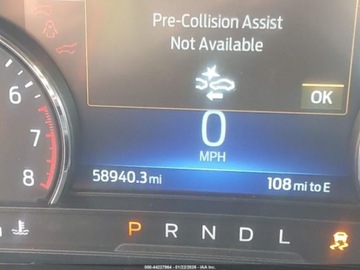 Pre-Collision Assist
Not Available
OK
0
MPH
6
7
8
58940.3 mi
108 mi to E
P R N D L